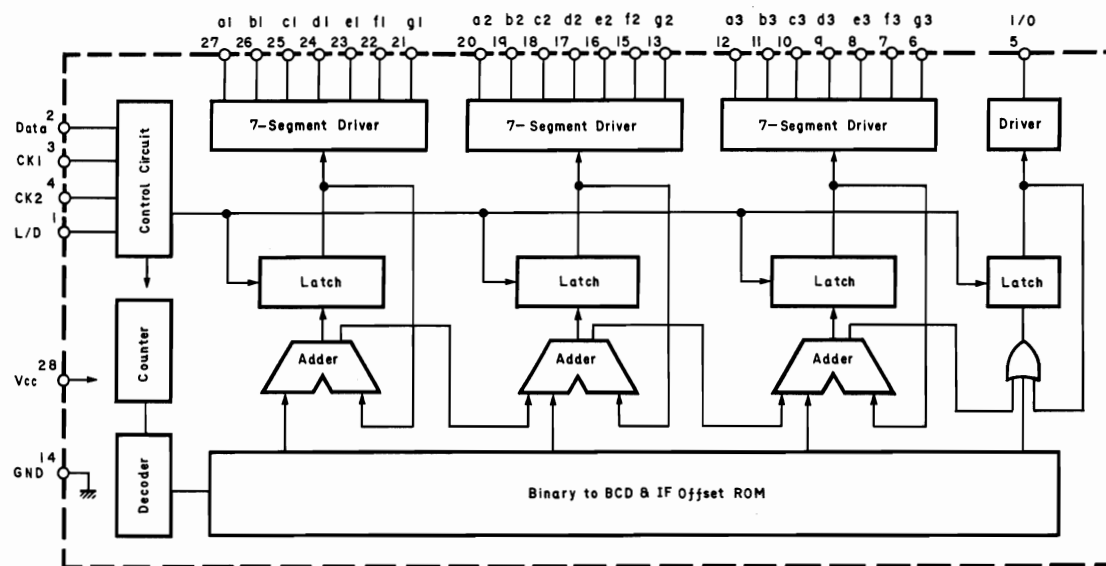 a1 b1 c1 d1 e1 f1 g1 a2 b2 c2 d2 e2 f2 g2 a3 b3 c3 d3 e3 f3 g3 I/O
27 26 25 24 23 22 21 20 19 18 17 16 15 13 12 11 10 9 8 7 6 5
Data 2
CK1 3
CK2 4
L/D 1
Control Circuit
7-Segment Driver
7-Segment Driver
7-Segment Driver
Driver
Latch
Latch
Latch
Latch
Adder
Adder
Adder
Counter
Vcc 28
GND 14
Decoder
Binary to BCD & IF Offset ROM